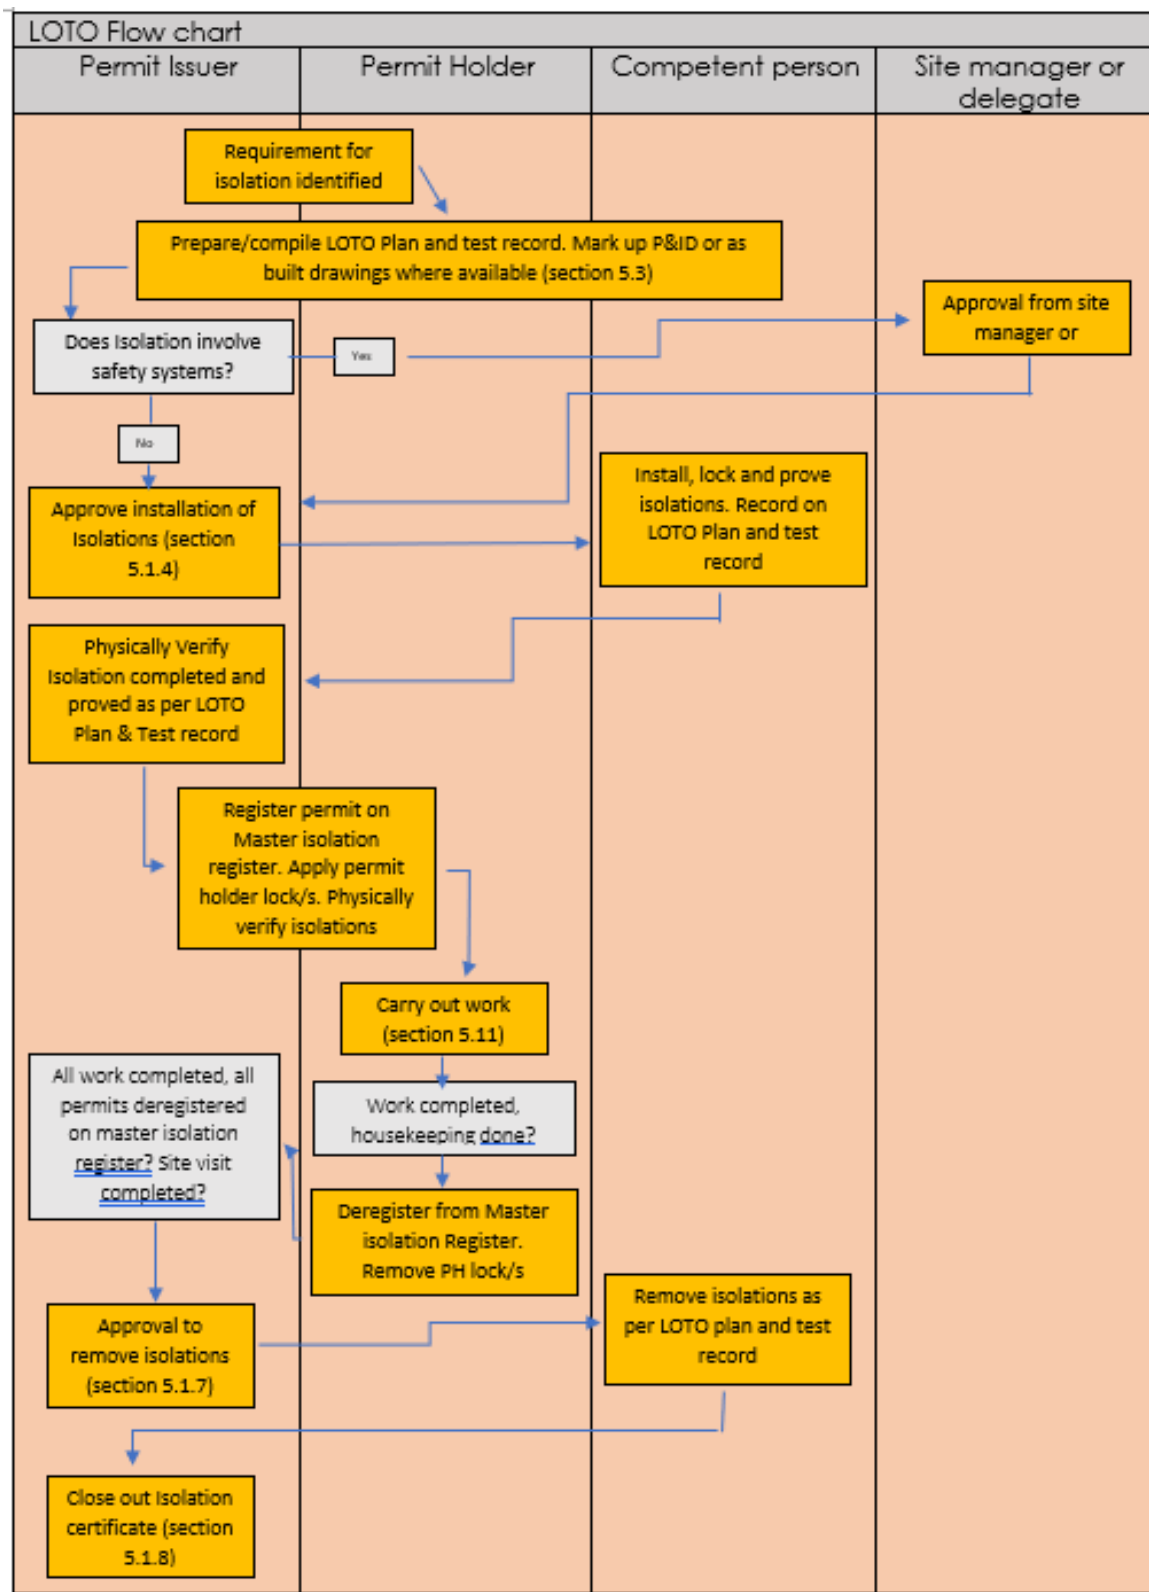 LOTO Flow chart
Permit Issuer
Permit Holder
Competent person
Site manager or
delegate
Requirement for
isolation identified
Prepare/compile LOTO Plan and test record. Mark up P&ID or as
built drawings where available (section 5.3)
Approval from site
manager or
Does Isolation involve
safety systems?
Yes
No
Install, lock and prove
isolations. Record on
LOTO Plan and test
record
Approve installation of
Isolations (section
5.1.4)
Physically Verify
Isolation completed and
proved as per LOTO
Plan & Test record
Register permit on
Master isolation
register. Apply permit
holder lock/s. Physically
verify isolations
Carry out work
(section 5.11)
Work completed,
housekeeping done?
All work completed, all
permits deregistered
on master isolation
register? Site visit
completed?
Deregister from Master
isolation Register.
Remove PH lock/s
Remove isolations as
per LOTO plan and test
record
Approval to
remove isolations
(section 5.1.7)
Close out Isolation
certificate (section
5.1.8)